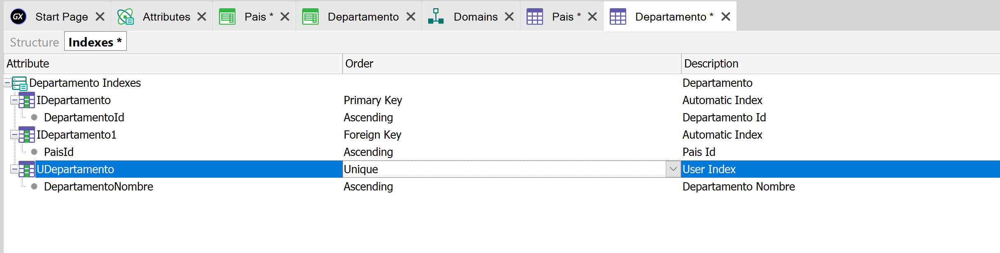 GX Start Page Attributes Pais * Departamento Domains Pais * Departamento *
Structure Indexes *
Attribute Order Description
Departamento Indexes Departamento
IDepartamento Primary Key Automatic Index
DepartamentoId Ascending Departamento Id
IDepartamento1 Foreign Key Automatic Index
PaisId Ascending Pais Id
UDepartamento Unique User Index
DepartamentoNombre Ascending Departamento Nombre